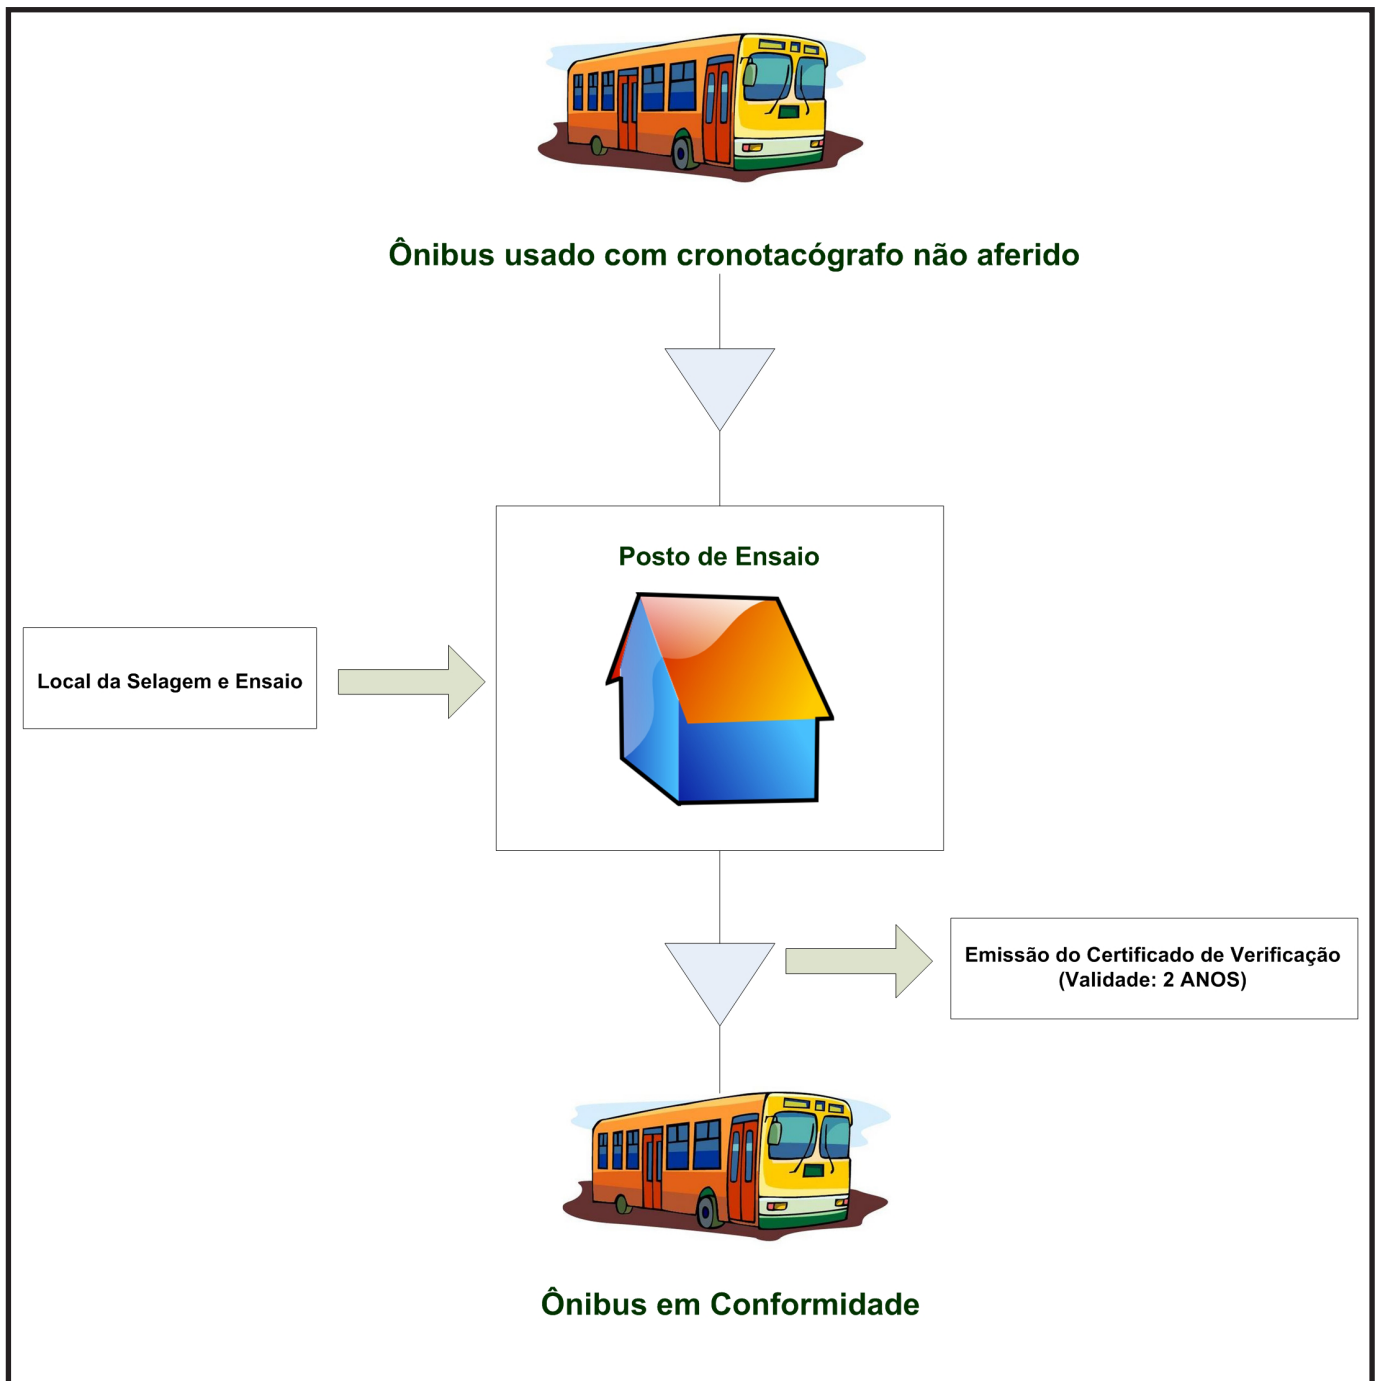 Ônibus usado com cronotacógrafo não aferido
Posto de Ensaio
Local da Selagem e Ensaio
Emissão do Certificado de Verificação
(Validade: 2 ANOS)
Ônibus em Conformidade